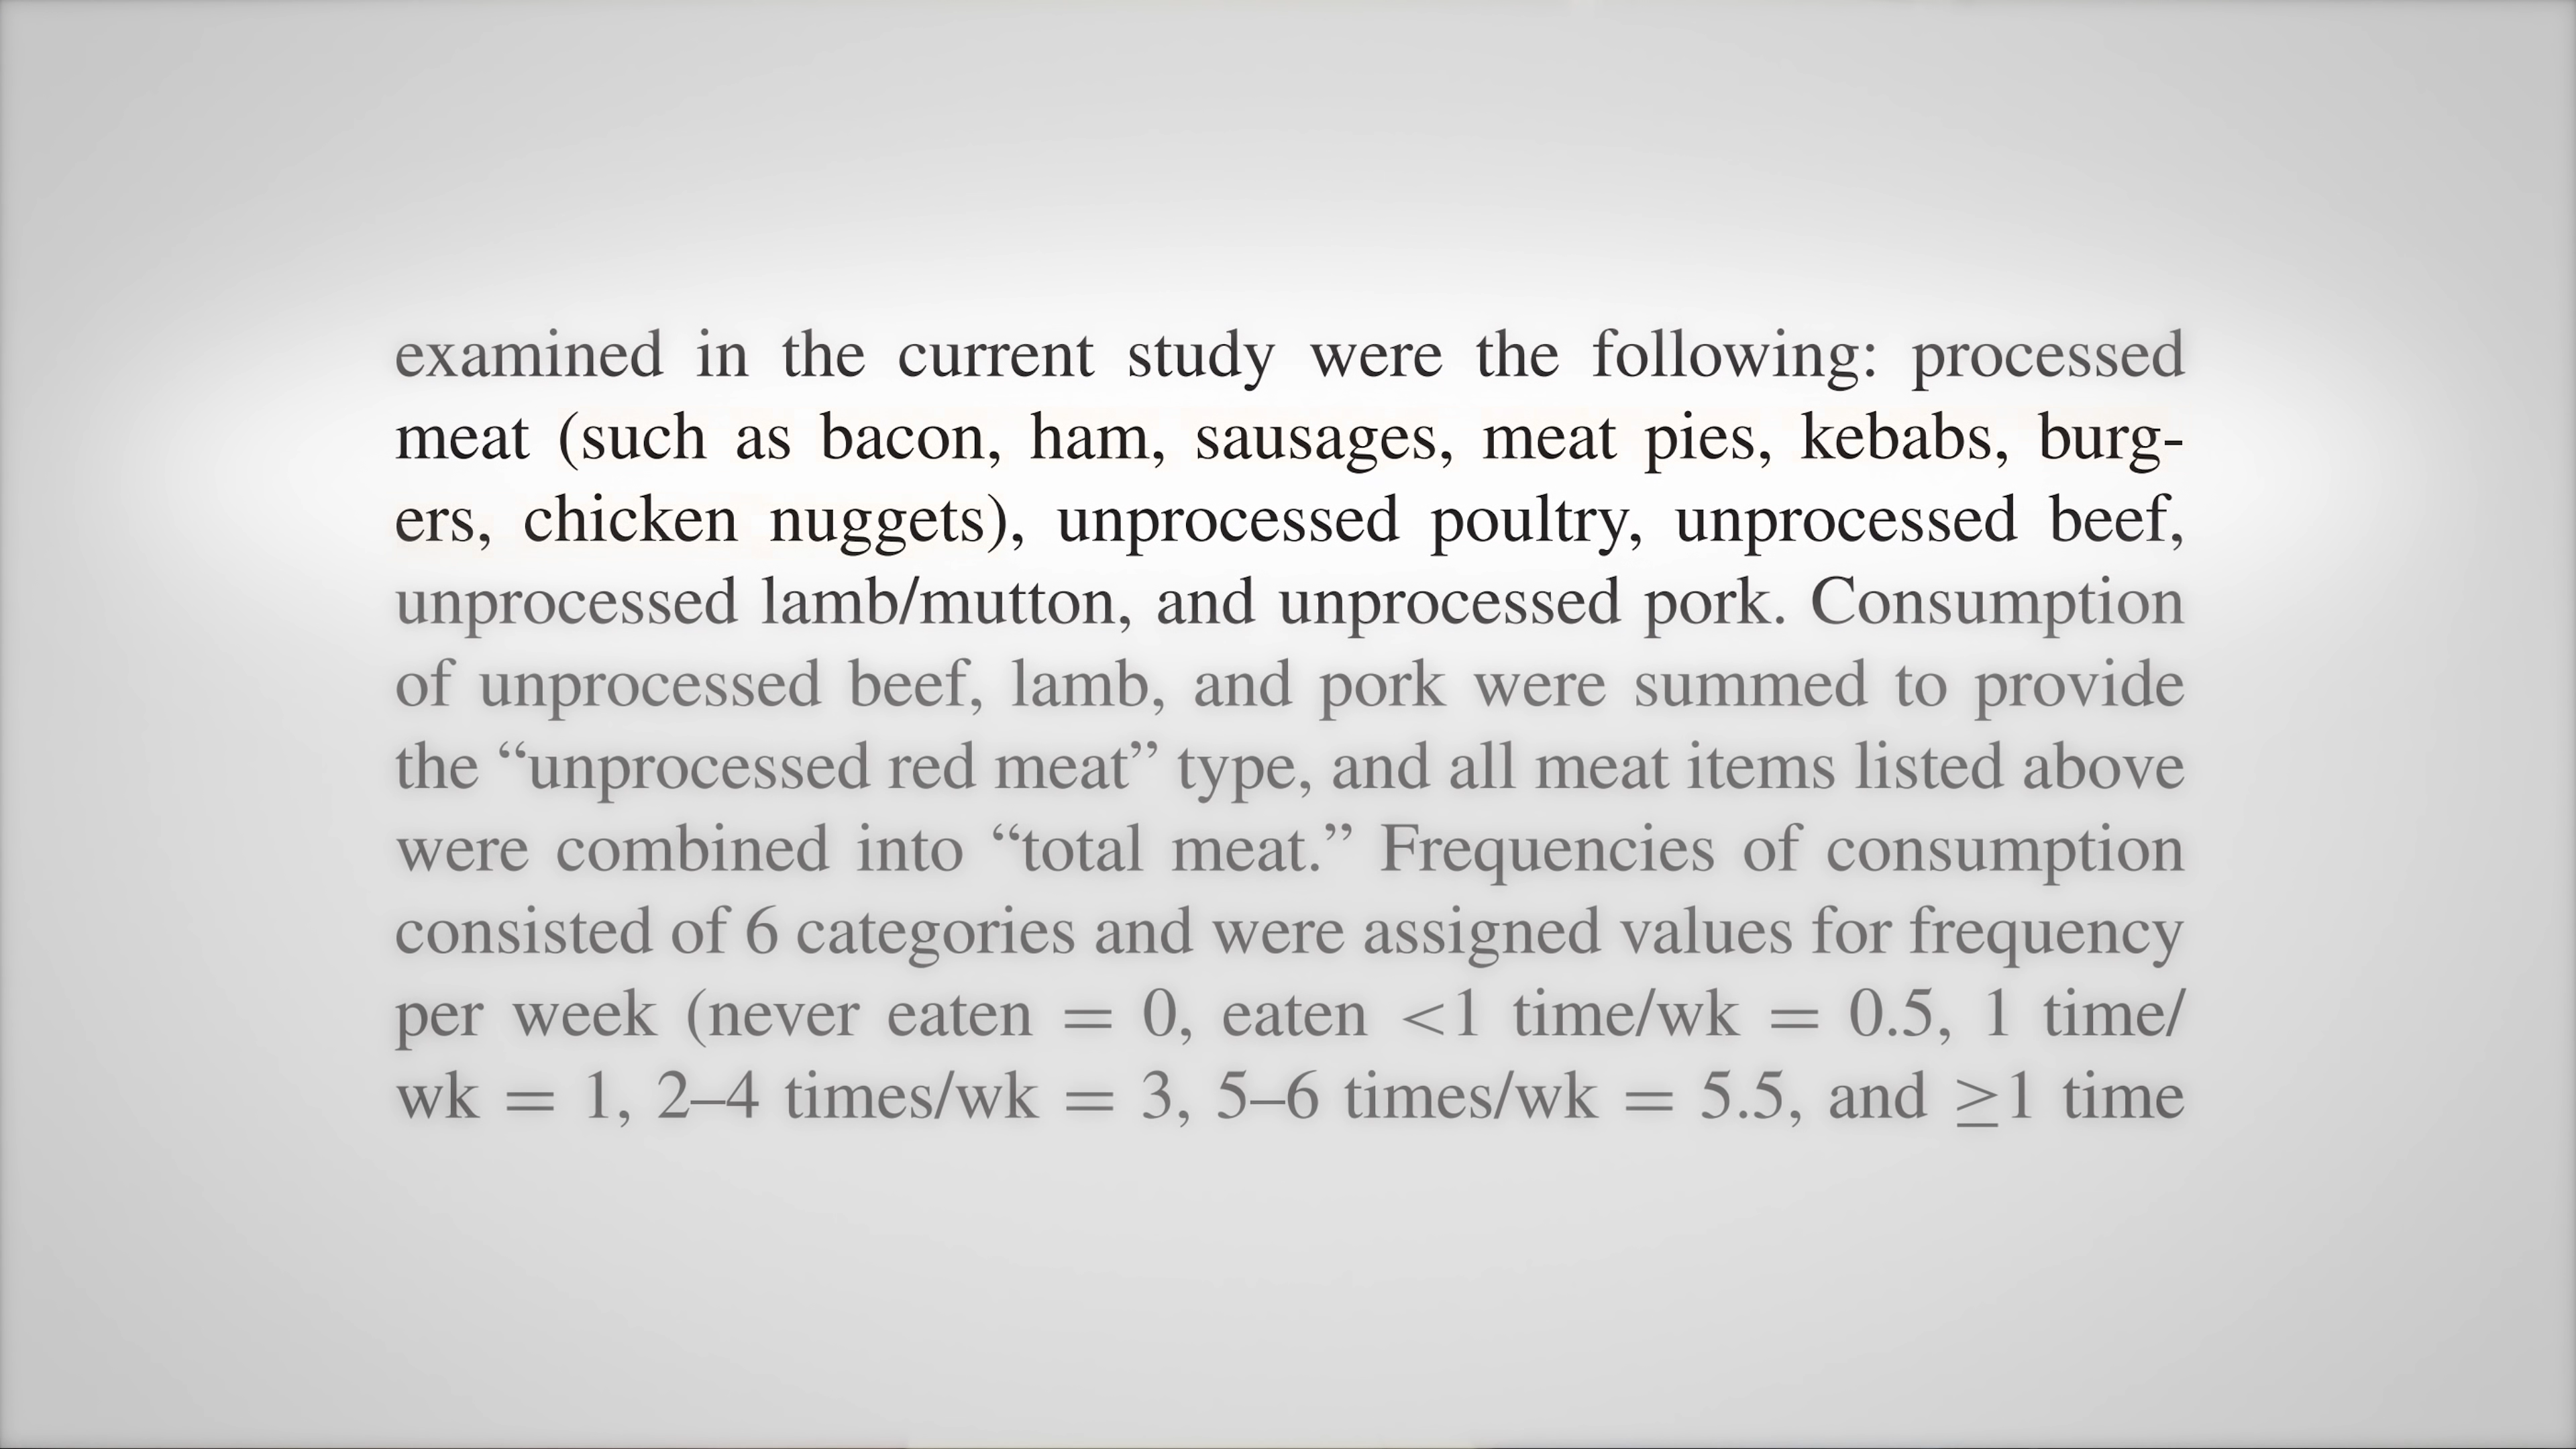 examined in the current study were the following: processed
meat (such as bacon, ham, sausages, meat pies, kebabs, burg-
ers, chicken nuggets), unprocessed poultry, unprocessed beef,
unprocessed lamb/mutton, and unprocessed pork. Consumption
of unprocessed beef, lamb, and pork were summed to provide
the “unprocessed red meat” type, and all meat items listed above
were combined into “total meat.” Frequencies of consumption
consisted of 6 categories and were assigned values for frequency
per week (never eaten = 0, eaten <1 time/wk = 0.5, 1 time/
wk = 1, 2–4 times/wk = 3, 5–6 times/wk = 5.5, and ≥1 time